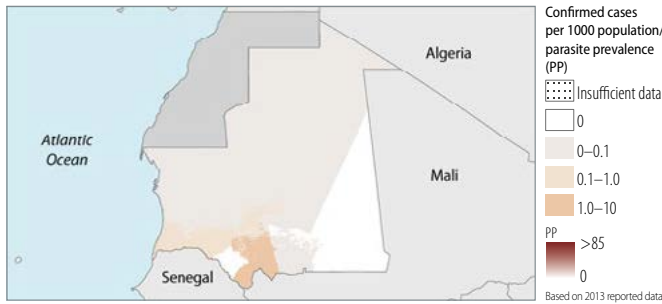 Algeria
Atlantic
Ocean
Mali
Senegal
Confirmed cases
per 1000 population/
parasite prevalence
(PP)
Insufficient data
0
0–0.1
0.1–1.0
1.0–10
PP
>85
0
Based on 2013 reported data